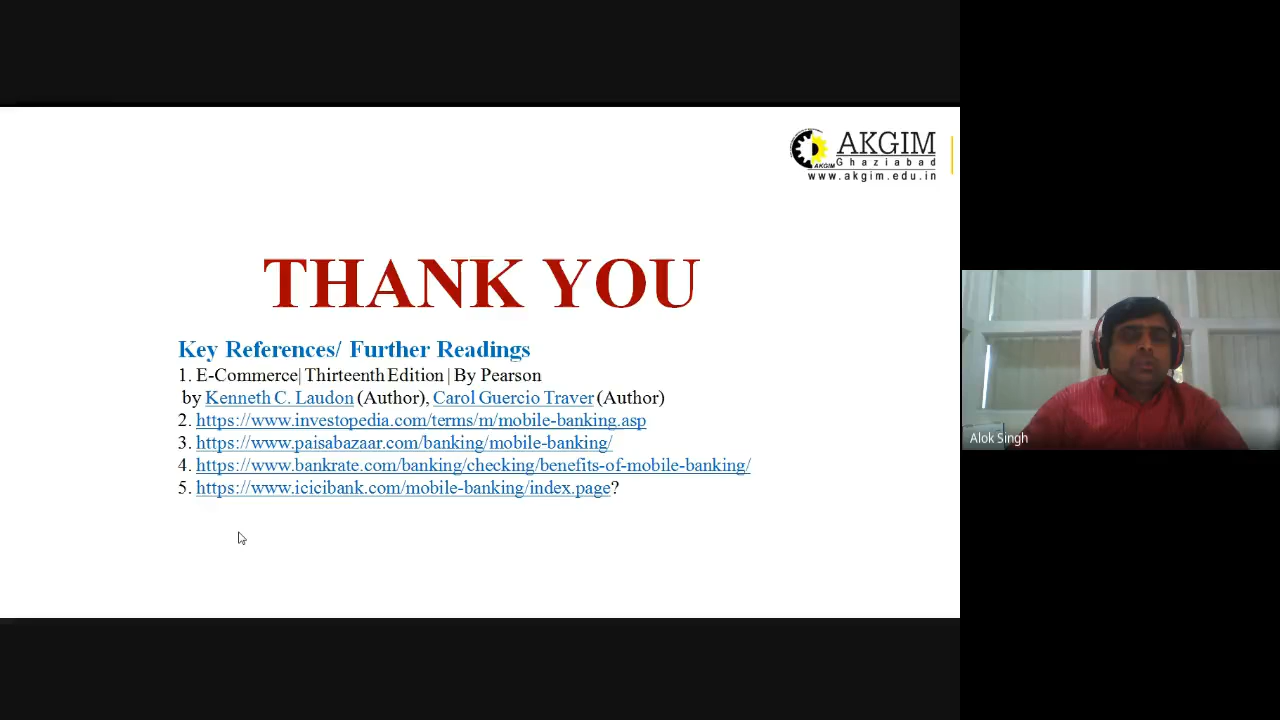 AKGIM
Ghaziabad
AKGIM
www.akgim.edu.in
THANK YOU
Key References/ Further Readings
1. E-Commerce| Thirteenth Edition | By Pearson
by Kenneth C. Laudon (Author), Carol Guercio Traver (Author)
2. https://www.investopedia.com/terms/m/mobile-banking.asp
3. https://www.paisabazaar.com/banking/mobile-banking/
4. https://www.bankrate.com/banking/checking/benefits-of-mobile-banking/
5. https://www.icicibank.com/mobile-banking/index.page?
Alok Singh